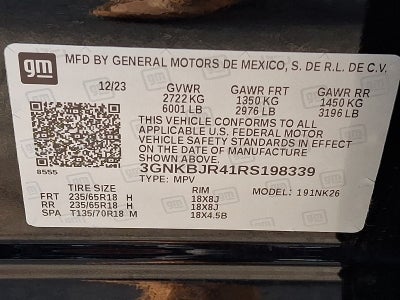 gm
MFD BY GENERAL MOTORS DE MEXICO, S. DE R.L. DE C.V.
12/23 GVWR GAWR FRT GAWR RR
2722 KG 1350 KG 1450 KG
6001 LB 2976 LB 3196 LB
THIS VEHICLE CONFORMS TO ALL
APPLICABLE U.S. FEDERAL MOTOR
VEHICLE SAFETY STANDARDS IN EFFECT
ON THE DATE OF MANUFACTURE
SHOWN ABOVE.
8555 3GNKBJR41RS198339
TYPE: MPV
TIRE SIZE RIM MODEL: 191NK26
FRT 235/65R18 H 18X8J
RR 235/65R18 H 18X8J
SPA T135/70R18 M 18X4.5B